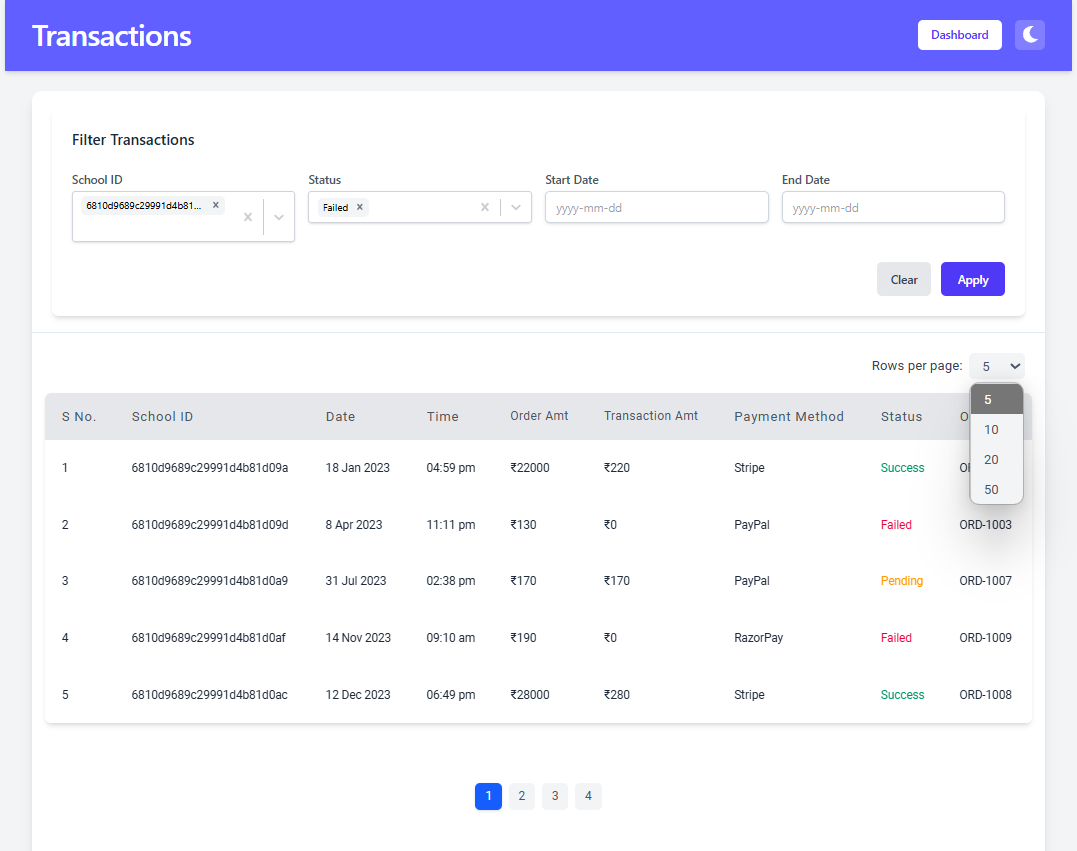 Transactions
Dashboard
Filter Transactions
School ID Status Start Date End Date
6810d9689c29991d4b81... × Failed × yyyy-mm-dd yyyy-mm-dd
Clear Apply
Rows per page: 5
5
10
20
50
S No. School ID Date Time Order Amt Transaction Amt Payment Method Status
1 6810d9689c29991d4b81d09a 18 Jan 2023 04:59 pm ₹22000 ₹220 Stripe Success
2 6810d9689c29991d4b81d09d 8 Apr 2023 11:11 pm ₹130 ₹0 PayPal Failed ORD-1003
3 6810d9689c29991d4b81d0a9 31 Jul 2023 02:38 pm ₹170 ₹170 PayPal Pending ORD-1007
4 6810d9689c29991d4b81d0af 14 Nov 2023 09:10 am ₹190 ₹0 RazorPay Failed ORD-1009
5 6810d9689c29991d4b81d0ac 12 Dec 2023 06:49 pm ₹28000 ₹280 Stripe Success ORD-1008
1 2 3 4